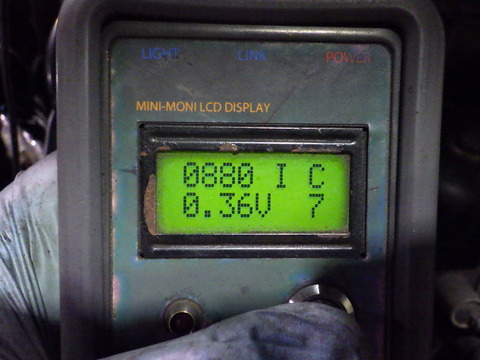 LIGHT LINK POWER
MINI-MONI LCD DISPLAY
0880 I C
0.36V 7